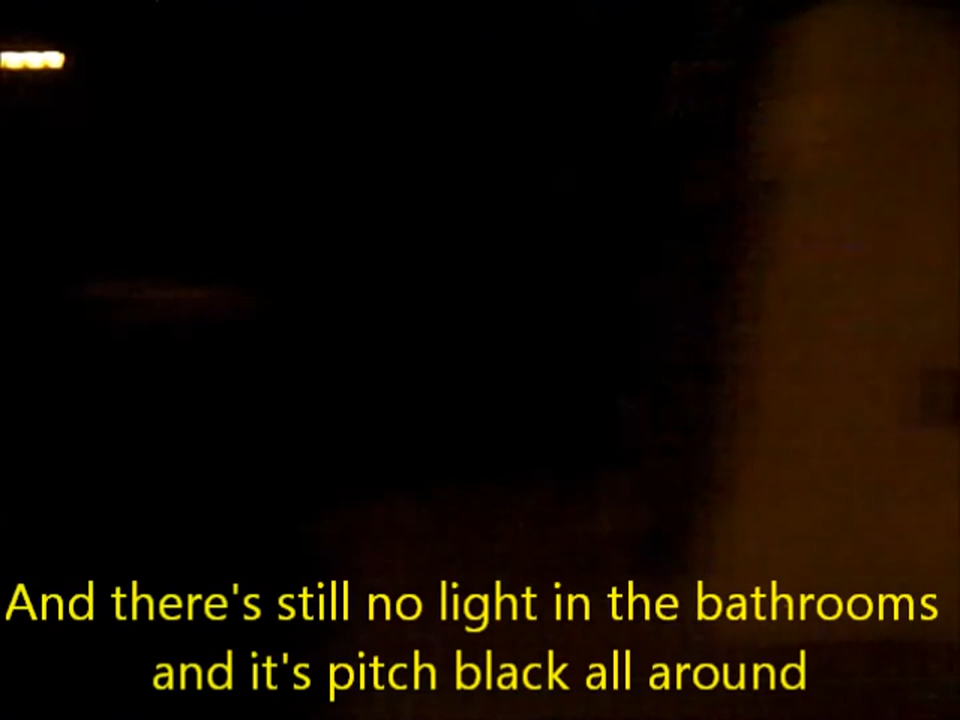 And there's still no light in the bathrooms
and it's pitch black all around